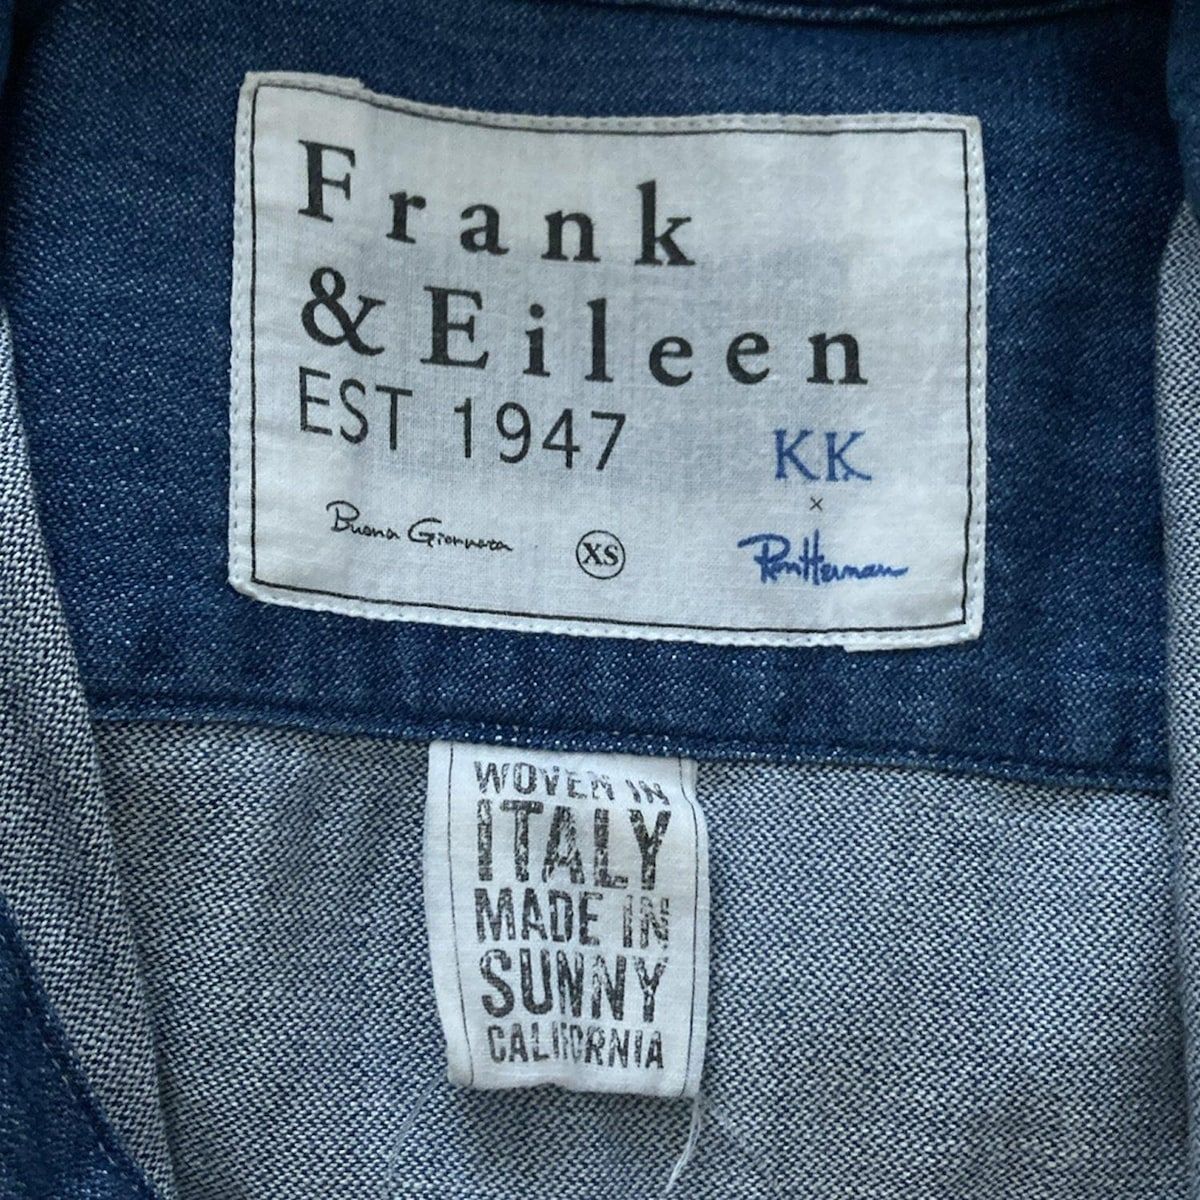 Frank
& Eileen
EST 1947
KK
×
Buona Giornata
XS
Ron Herman
WOVEN IN
ITALY
MADE IN
SUNNY
CALIFORNIA